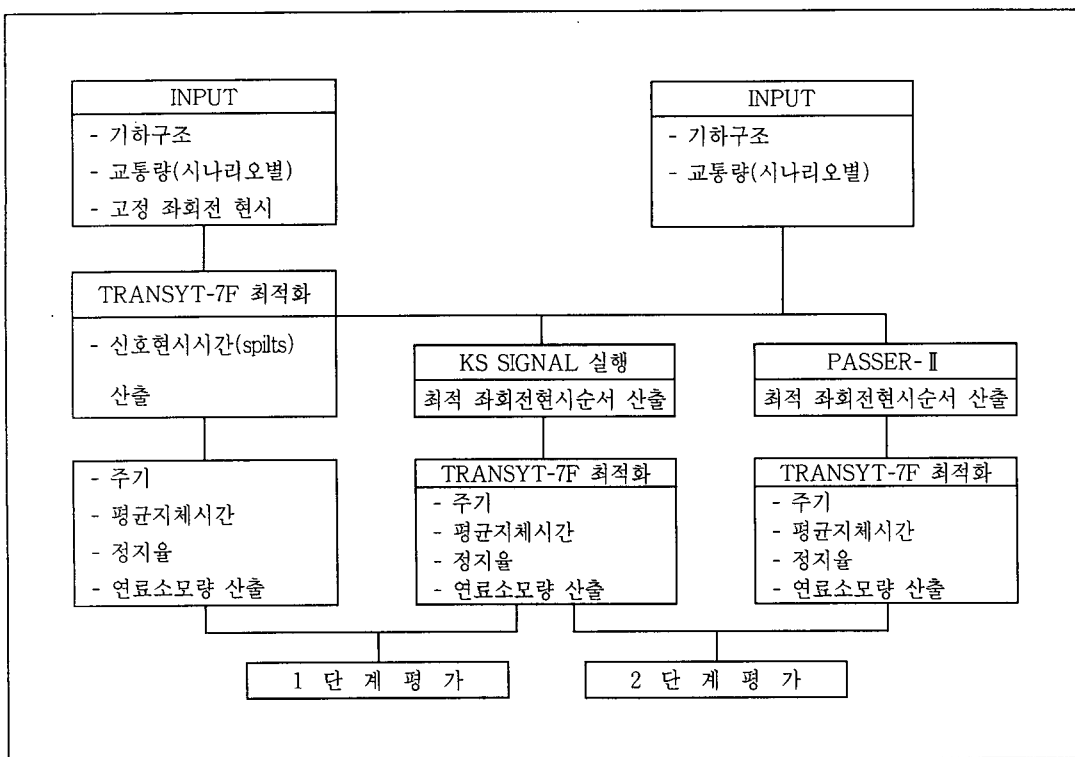 INPUT
- 기하구조
- 교통량(시나리오별)
- 고정 좌회전 현시
INPUT
- 기하구조
- 교통량(시나리오별)
TRANSYT-7F 최적화
- 신호현시시간(spilts)
산출
KS SIGNAL 실행
최적 좌회전현시순서 산출
PASSER-Ⅱ
최적 좌회전현시순서 산출
- 주기
- 평균지체시간
- 정지율
- 연료소모량 산출
TRANSYT-7F 최적화
- 주기
- 평균지체시간
- 정지율
- 연료소모량 산출
TRANSYT-7F 최적화
- 주기
- 평균지체시간
- 정지율
- 연료소모량 산출
1 단 계 평 가
2 단 계 평 가